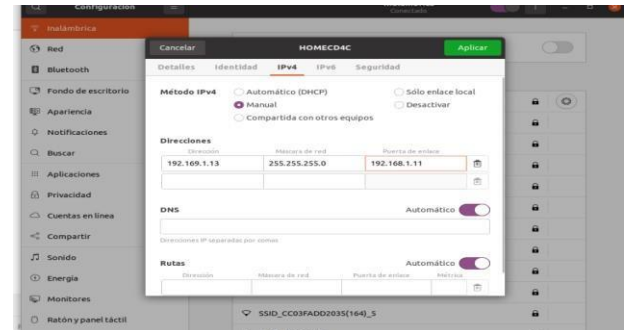 Configuración
Conectado
Inalámbrica
Red
Bluetooth
Fondo de escritorio
Apariencia
Notificaciones
Buscar
Aplicaciones
Privacidad
Cuentas en línea
Compartir
Sonido
Energía
Monitores
Ratón y panel táctil
Cancelar
HOMECD4C
Aplicar
Detalles Identidad IPv4 IPv6 Seguridad
Método IPv4
Automático (DHCP) Sólo enlace local
Manual Desactivar
Compartida con otros equipos
Direcciones
Dirección Máscara de red Puerta de enlace
192.169.1.13 255.255.255.0 192.168.1.11
DNS Automático
Direcciones IP separadas por comas
Rutas Automático
Dirección Máscara de red Puerta de enlace Métrica